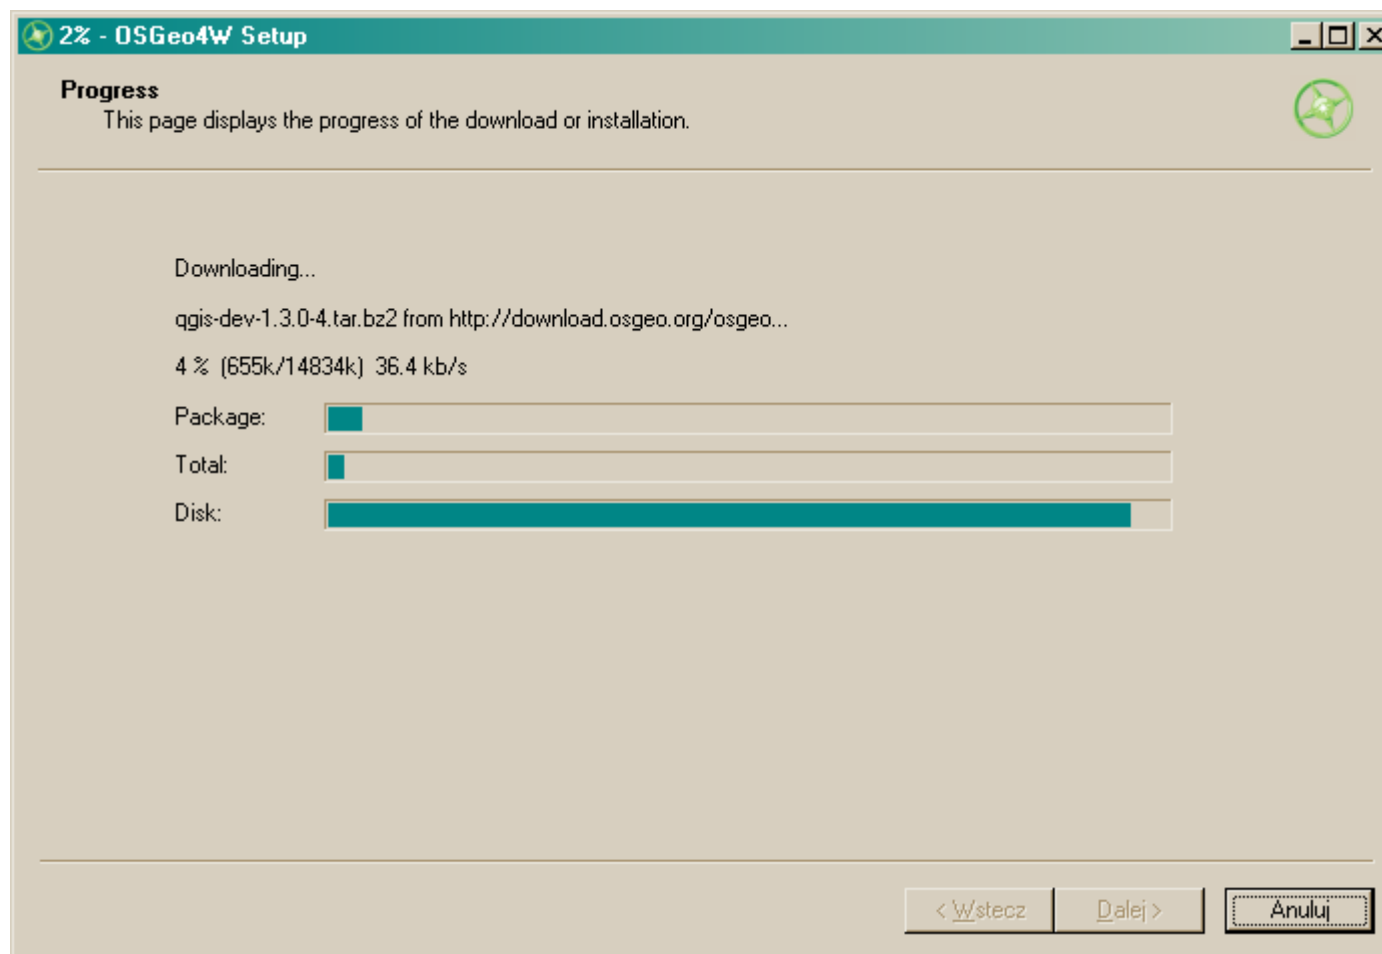 2% - OSGeo4W Setup
Progress
This page displays the progress of the download or installation.
Downloading...
qgis-dev-1.3.0-4.tar.bz2 from http://download.osgeo.org/osgeo...
4 % (655k/14834k) 36.4 kb/s
Package:
Total:
Disk:
< Wstecz
Dalej >
Anuluj